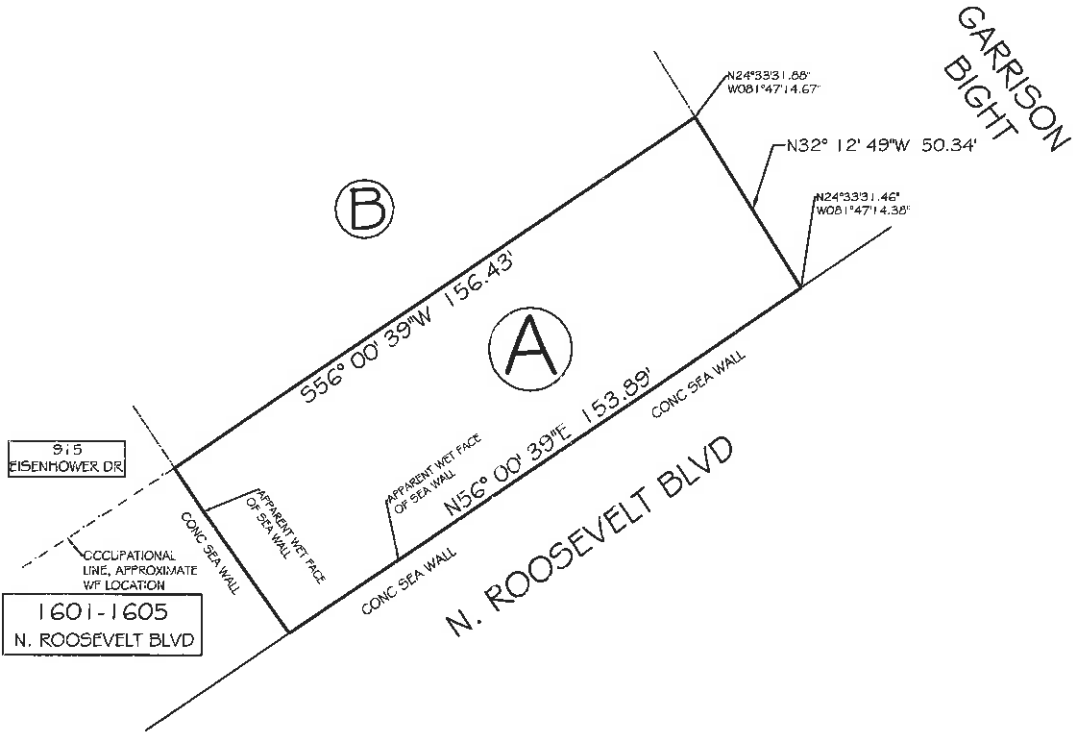 GARRISON
BIGHT
N24°33'31.88"
W081°47'14.67"
N32° 12' 49"W 50.34'
N24°33'31.46"
W081°47'14.38"
B
S56° 00' 39"W 156.43'
A
N56° 00' 39"E 153.89'
CONC SEA WALL
N. ROOSEVELT BLVD
915
EISENHOWER DR
APPARENT WET FACE
OF SEA WALL
APPARENT WET FACE
OF SEA WALL
CONC SEA WALL
CONC SEA WALL
OCCUPATIONAL
LINE, APPROXIMATE
WF LOCATION
1601-1605
N. ROOSEVELT BLVD